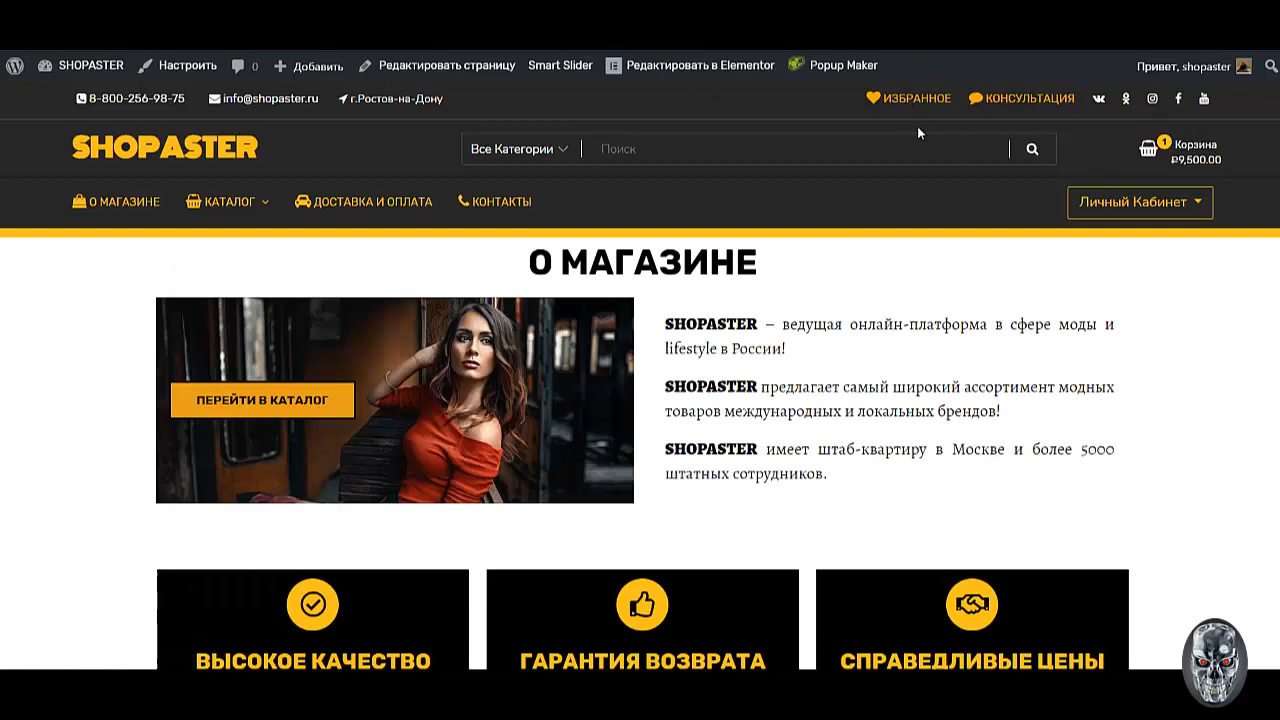 SHOPASTER
Настроить
0
Добавить
Редактировать страницу
Smart Slider
Редактировать в Elementor
Popup Maker
Привет, shopaster
8-800-256-98-75
info@shopaster.ru
г.Ростов-на-Дону
ИЗБРАННОЕ
КОНСУЛЬТАЦИЯ
SHOPASTER
Все Категории
Поиск
1
Корзина
₽9,500.00
О МАГАЗИНЕ
КАТАЛОГ
ДОСТАВКА И ОПЛАТА
КОНТАКТЫ
Личный Кабинет
О МАГАЗИНЕ
ПЕРЕЙТИ В КАТАЛОГ
SHOPASTER – ведущая онлайн-платформа в сфере моды и
lifestyle в России!
SHOPASTER предлагает самый широкий ассортимент модных
товаров международных и локальных брендов!
SHOPASTER имеет штаб-квартиру в Москве и более 5000
штатных сотрудников.
ВЫСОКОЕ КАЧЕСТВО
ГАРАНТИЯ ВОЗВРАТА
СПРАВЕДЛИВЫЕ ЦЕНЫ